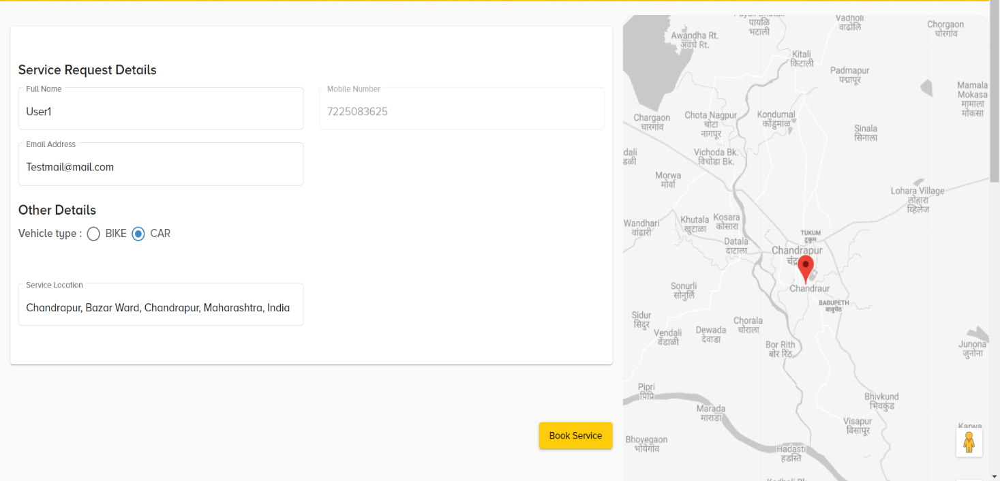 Service Request Details
Full Name
User1
Mobile Number
7225083625
Email Address
Testmail@mail.com
Other Details
Vehicle type : BIKE CAR
Service Location
Chandrapur, Bazar Ward, Chandrapur, Maharashtra, India
Book Service
पायळि
भटाली
Vadholi
वाढोलि
Chorgaon
चोरगांव
Awandha Rt.
अवंधे Rt.
Kitali
किटाली
Padmapur
पद्मापूर
Mamala
Mokasa
मामाला
मोकसा
Chargaon
चारगांव
Chota Nagpur
चोटा
नागपूर
Kondumal
कोंडुमाळ
Sinala
सिनाला
dali
डळी
Vichoda Bk.
विचोडा Bk.
Morwa
मोर्वा
Lohara Village
लोहारा
व्हिलेज
Wandhari
वांढारी
Khutala
खुटाळा
Kosara
कोसारा
TUKUM
टुकूम
Datala
दाटाला
Chandrapur
Chandraur
Sonurli
सोनुर्लि
BABUPETH
बाबुपेठ
Sidur
सिदुर
Vendali
वेंडाळी
Dewada
देवाडा
Chorala
चोराला
Bor Rith
बोर रिठ
Junona
जुनोना
Pipri
पिप्रि
Marada
माराडा
Bhivkund
भिवकुंड
Visapur
विसापूर
Karwa
Bhoyegaon
भोयेगांव
Hadasti
हडस्ति